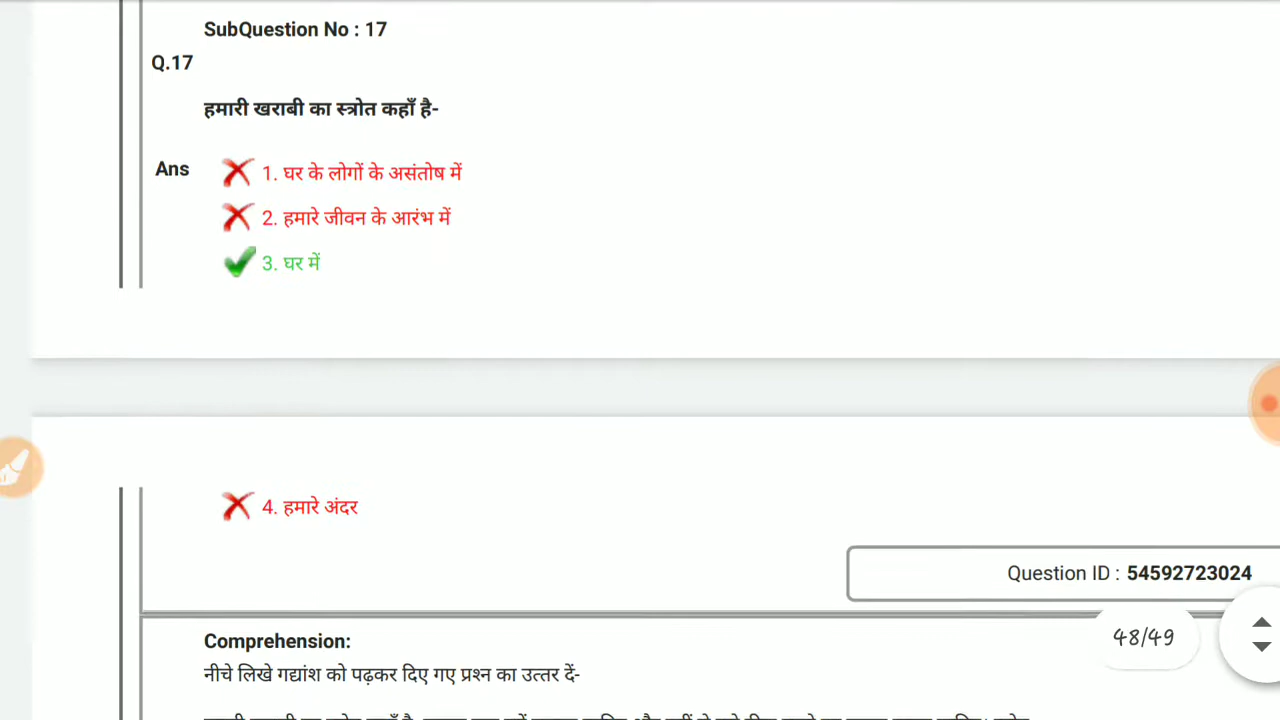 SubQuestion No : 17
Q.17
हमारी खराबी का स्त्रोत कहाँ है-
Ans
1. घर के लोगों के असंतोष में
2. हमारे जीवन के आरंभ में
3. घर में
4. हमारे अंदर
Question ID : 54592723024
48/49
Comprehension:
नीचे लिखे गद्यांश को पढ़कर दिए गए प्रश्न का उत्तर दें-